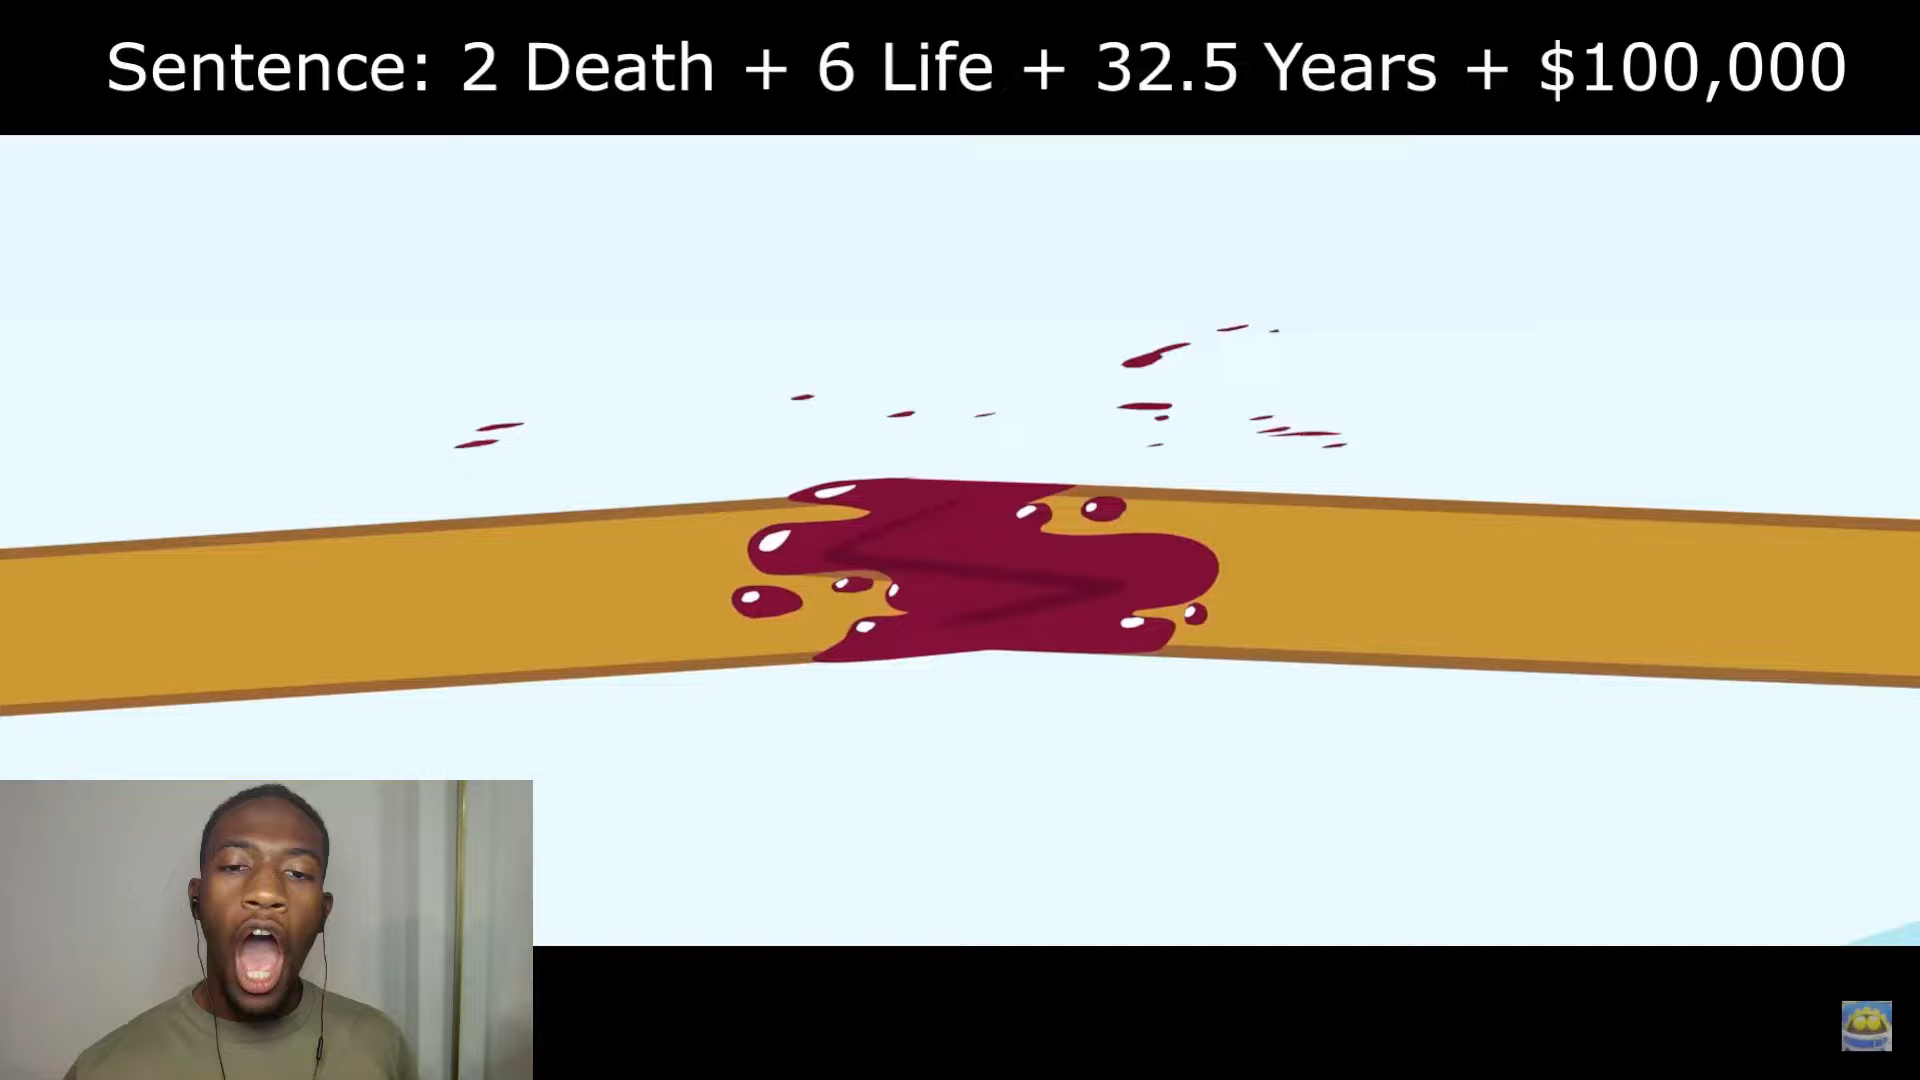 Sentence: 2 Death + 6 Life + 32.5 Years + $100,000